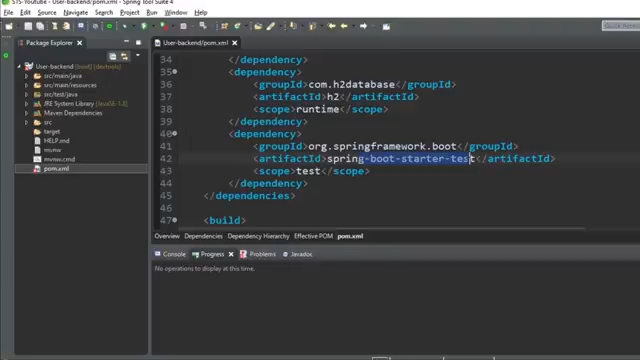 STS-Youtube - User-backend/pom.xml - Spring Tool Suite 4
File Edit Source Navigate Search Project Run Window Help
Package Explorer
User-backend/pom.xml
User-backend [boot] [devtools]
src/main/java
src/main/resources
src/test/java
JRE System Library [JavaSE-1.8]
Maven Dependencies
src
target
HELP.md
mvnw
mvnw.cmd
pom.xml
34 </dependency>
35 <dependency>
36 <groupId>com.h2database</groupId>
37 <artifactId>h2</artifactId>
38 <scope>runtime</scope>
39 </dependency>
40 <dependency>
41 <groupId>org.springframework.boot</groupId>
42 <artifactId>spring-boot-starter-test</artifactId>
43 <scope>test</scope>
44 </dependency>
45 </dependencies>
46
47 <build>
Overview Dependencies Dependency Hierarchy Effective POM pom.xml
Console Progress Problems Javadoc
No operations to display at this time.